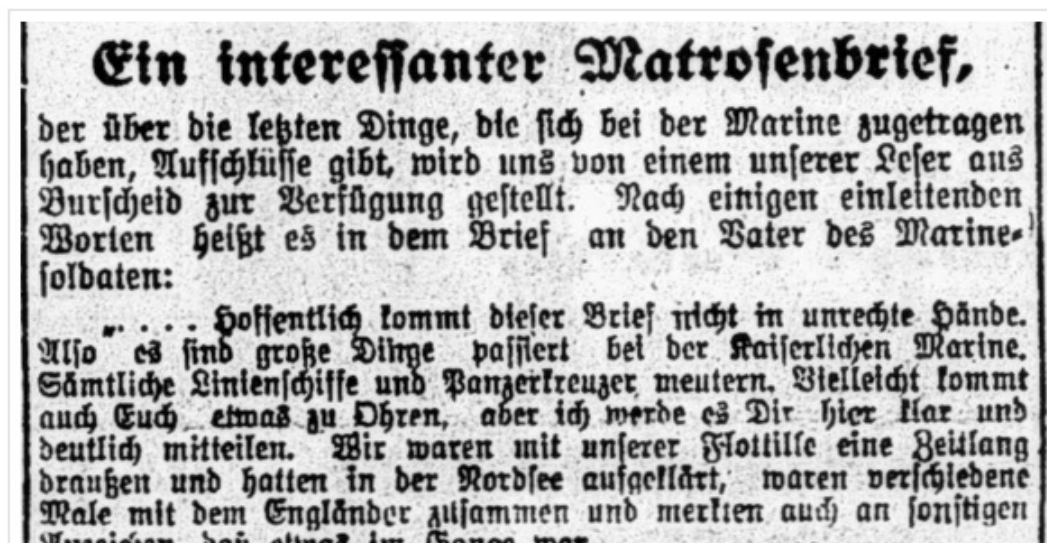 Ein interessanter Matrosenbrief,
der über die letzten Dinge, die sich bei der Marine zugetragen
haben, Aufschlüsse gibt, wird uns von einem unserer Leser aus
Burscheid zur Verfügung gestellt. Nach einigen einleitenden
Worten heißt es in dem Brief an den Vater des Marine-
soldaten:
„. . . . Hoffentlich kommt dieser Brief nicht in unrechte Hände.
Also es sind große Dinge passiert bei der Kaiserlichen Marine.
Sämtliche Linienschiffe und Panzerkreuzer meutern. Vielleicht kommt
auch Euch etwas zu Ohren, aber ich werde es Dir hier klar und
deutlich mitteilen. Wir waren mit unserer Flottille eine Zeitlang
draußen und hatten in der Nordsee aufgeklärt, waren verschiedene
Male mit dem Engländer zusammen und merkten auch an sonstigen
daß etwas im Gange war